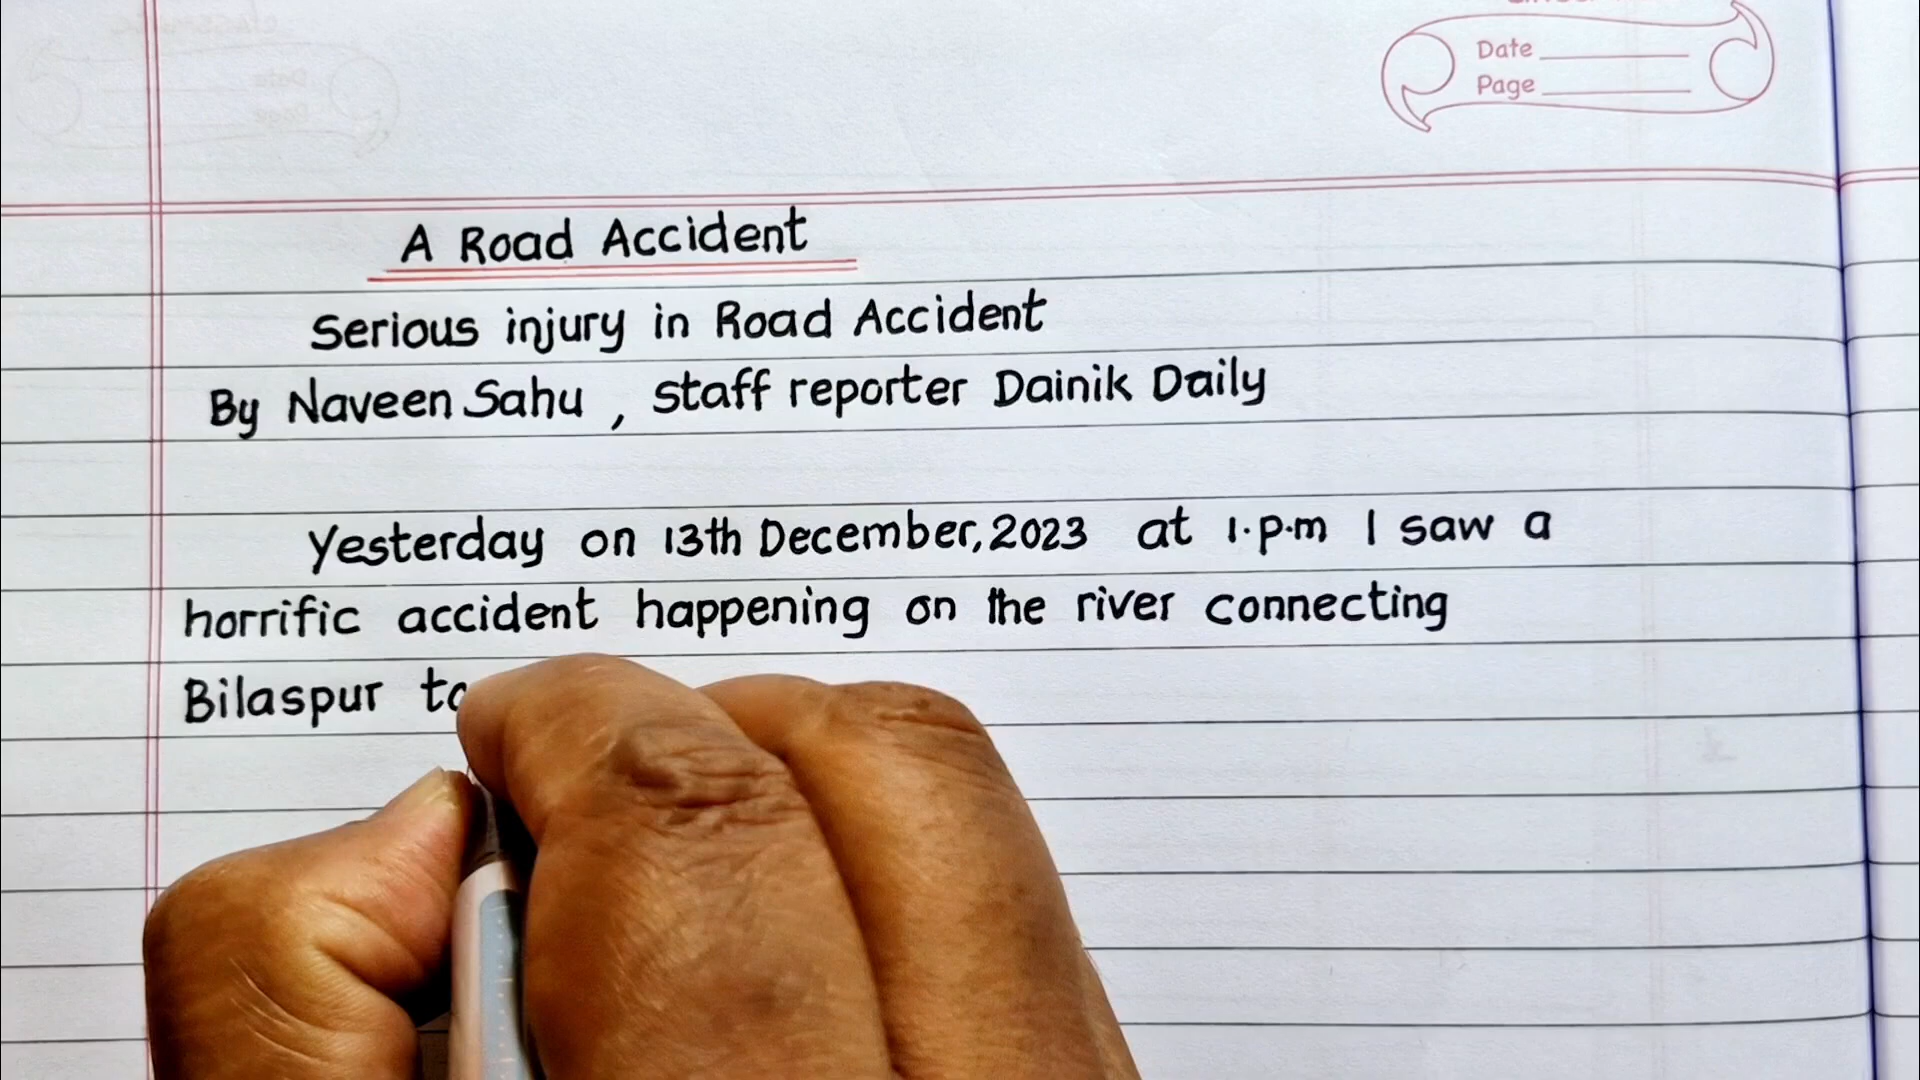 Date
Page
A Road Accident
Serious injury in Road Accident
By Naveen Sahu , staff reporter Dainik Daily
Yesterday on 13th December, 2023 at 1.p.m I saw a
horrific accident happening on the river connecting
Bilaspur to